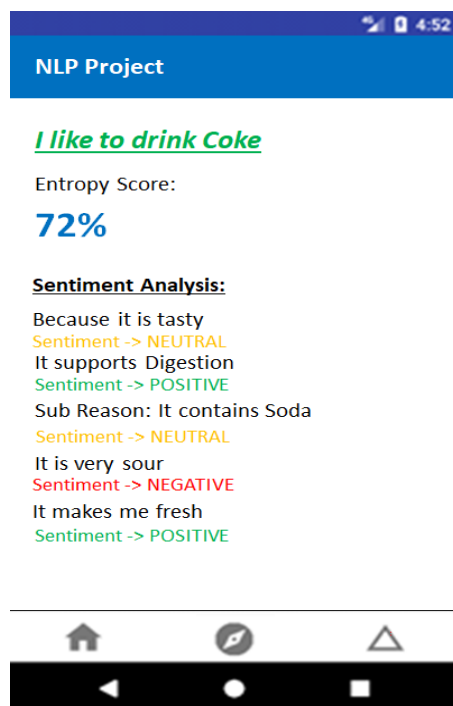 4G 4:52
NLP Project
I like to drink Coke
Entropy Score:
72%
Sentiment Analysis:
Because it is tasty
Sentiment -> NEUTRAL
It supports Digestion
Sentiment -> POSITIVE
Sub Reason: It contains Soda
Sentiment -> NEUTRAL
It is very sour
Sentiment -> NEGATIVE
It makes me fresh
Sentiment -> POSITIVE